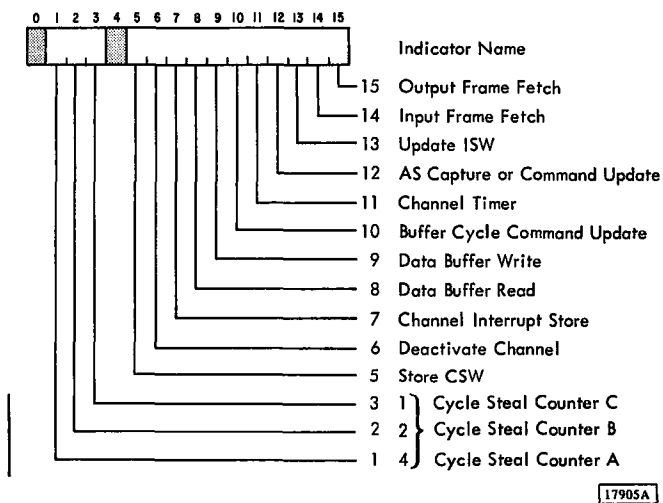 0 1 2 3 4 5 6 7 8 9 10 11 12 13 14 15
Indicator Name
15 Output Frame Fetch
14 Input Frame Fetch
13 Update ISW
12 AS Capture or Command Update
11 Channel Timer
10 Buffer Cycle Command Update
9 Data Buffer Write
8 Data Buffer Read
7 Channel Interrupt Store
6 Deactivate Channel
5 Store CSW
3 1 Cycle Steal Counter C
2 2 Cycle Steal Counter B
1 4 Cycle Steal Counter A
17905A